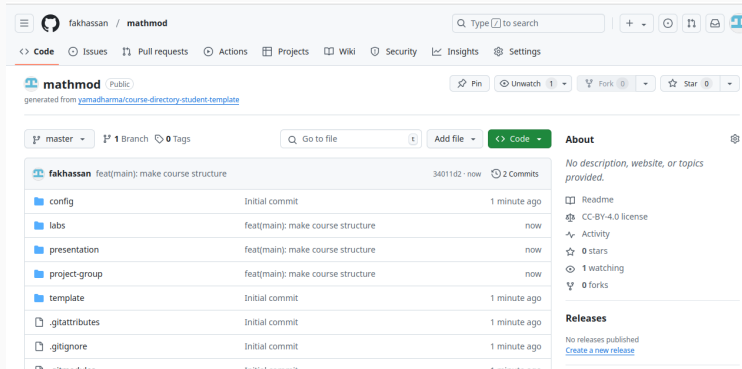 fakhassan / mathmod
Type / to search
Code Issues Pull requests Actions Projects Wiki Security Insights Settings
mathmod Public
Pin Unwatch 1 Fork 0 Star 0
generated from yamadharma/course-directory-student-template
master 1 Branch 0 Tags Go to file t Add file Code
fakhassan feat(main): make course structure 34011d2 · now 2 Commits
config Initial commit 1 minute ago
labs feat(main): make course structure now
presentation feat(main): make course structure now
project-group feat(main): make course structure now
template Initial commit 1 minute ago
.gitattributes Initial commit 1 minute ago
.gitignore Initial commit 1 minute ago
About
No description, website, or topics
provided.
Readme
CC-BY-4.0 license
Activity
0 stars
1 watching
0 forks
Releases
No releases published
Create a new release